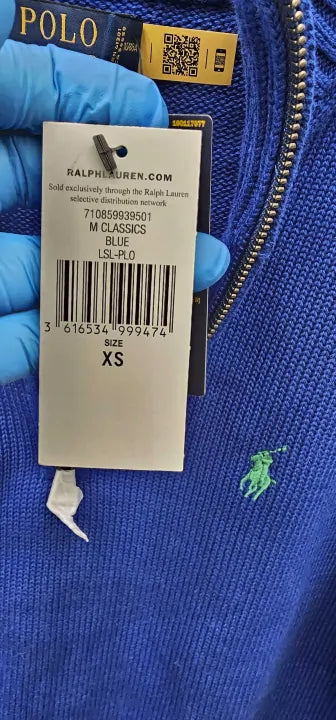 POLO
100117077
RALPHLAUREN.COM
Sold exclusively through the Ralph Lauren
selective distribution network
710859939501
M CLASSICS
BLUE
LSL-PLO
3 616534 999474
SIZE
XS